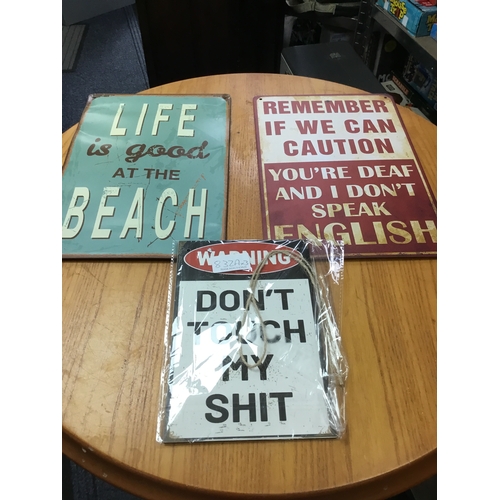 LIFE
is good
AT THE
BEACH
REMEMBER
IF WE CAN
CAUTION
YOU'RE DEAF
AND I DON'T
SPEAK
ENGLISH
WARNING
DON'T
TOUCH
MY
SHIT